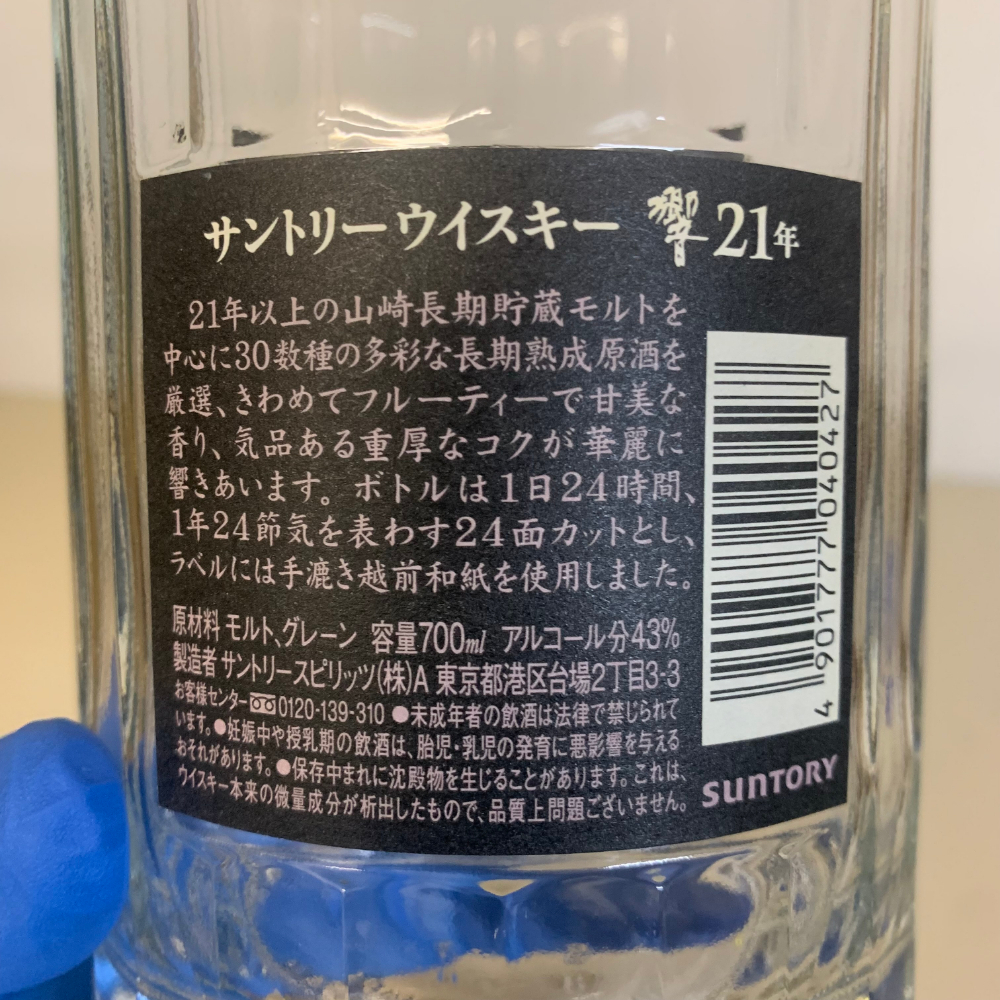 サントリーウイスキー 響 21年
21年以上の山崎長期貯蔵モルトを
中心に30数種の多彩な長期熟成原酒を
厳選、きわめてフルーティーで甘美な
香り、気品ある重厚なコクが華麗に
響きあいます。ボトルは1日24時間、
1年24節気を表わす24面カットとし、
ラベルには手漉き越前和紙を使用しました。
原材料 モルト、グレーン 容量700ml アルコール分43%
製造者 サントリースピリッツ(株)A 東京都港区台場2丁目3-3
お客様センター 0120-139-310 ●未成年者の飲酒は法律で禁じられて
います。●妊娠中や授乳期の飲酒は、胎児・乳児の発育に悪影響を与える
おそれがあります。●保存中まれに沈殿物を生じることがあります。これは、
ウイスキー本来の微量成分が析出したもので、品質上問題ございません。
4 901777 040427
SUNTORY